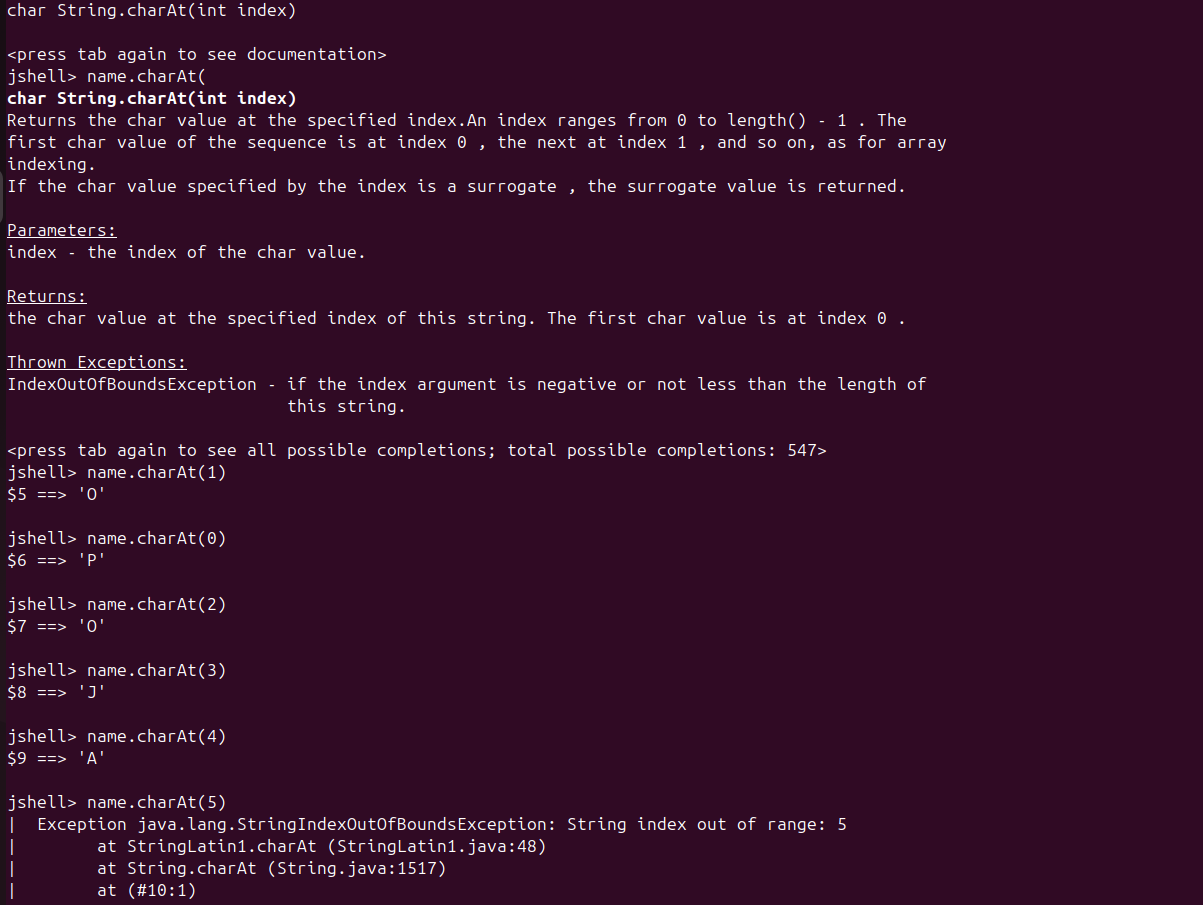 char String.charAt(int index)
<press tab again to see documentation>
jshell> name.charAt(
char String.charAt(int index)
Returns the char value at the specified index.An index ranges from 0 to length() - 1 . The
first char value of the sequence is at index 0 , the next at index 1 , and so on, as for array
indexing.
If the char value specified by the index is a surrogate , the surrogate value is returned.
Parameters:
index - the index of the char value.
Returns:
the char value at the specified index of this string. The first char value is at index 0 .
Thrown Exceptions:
IndexOutOfBoundsException - if the index argument is negative or not less than the length of
this string.
<press tab again to see all possible completions; total possible completions: 547>
jshell> name.charAt(1)
$5 ==> 'O'
jshell> name.charAt(0)
$6 ==> 'P'
jshell> name.charAt(2)
$7 ==> 'O'
jshell> name.charAt(3)
$8 ==> 'J'
jshell> name.charAt(4)
$9 ==> 'A'
jshell> name.charAt(5)
|  Exception java.lang.StringIndexOutOfBoundsException: String index out of range: 5
|        at StringLatin1.charAt (StringLatin1.java:48)
|        at String.charAt (String.java:1517)
|        at (#10:1)